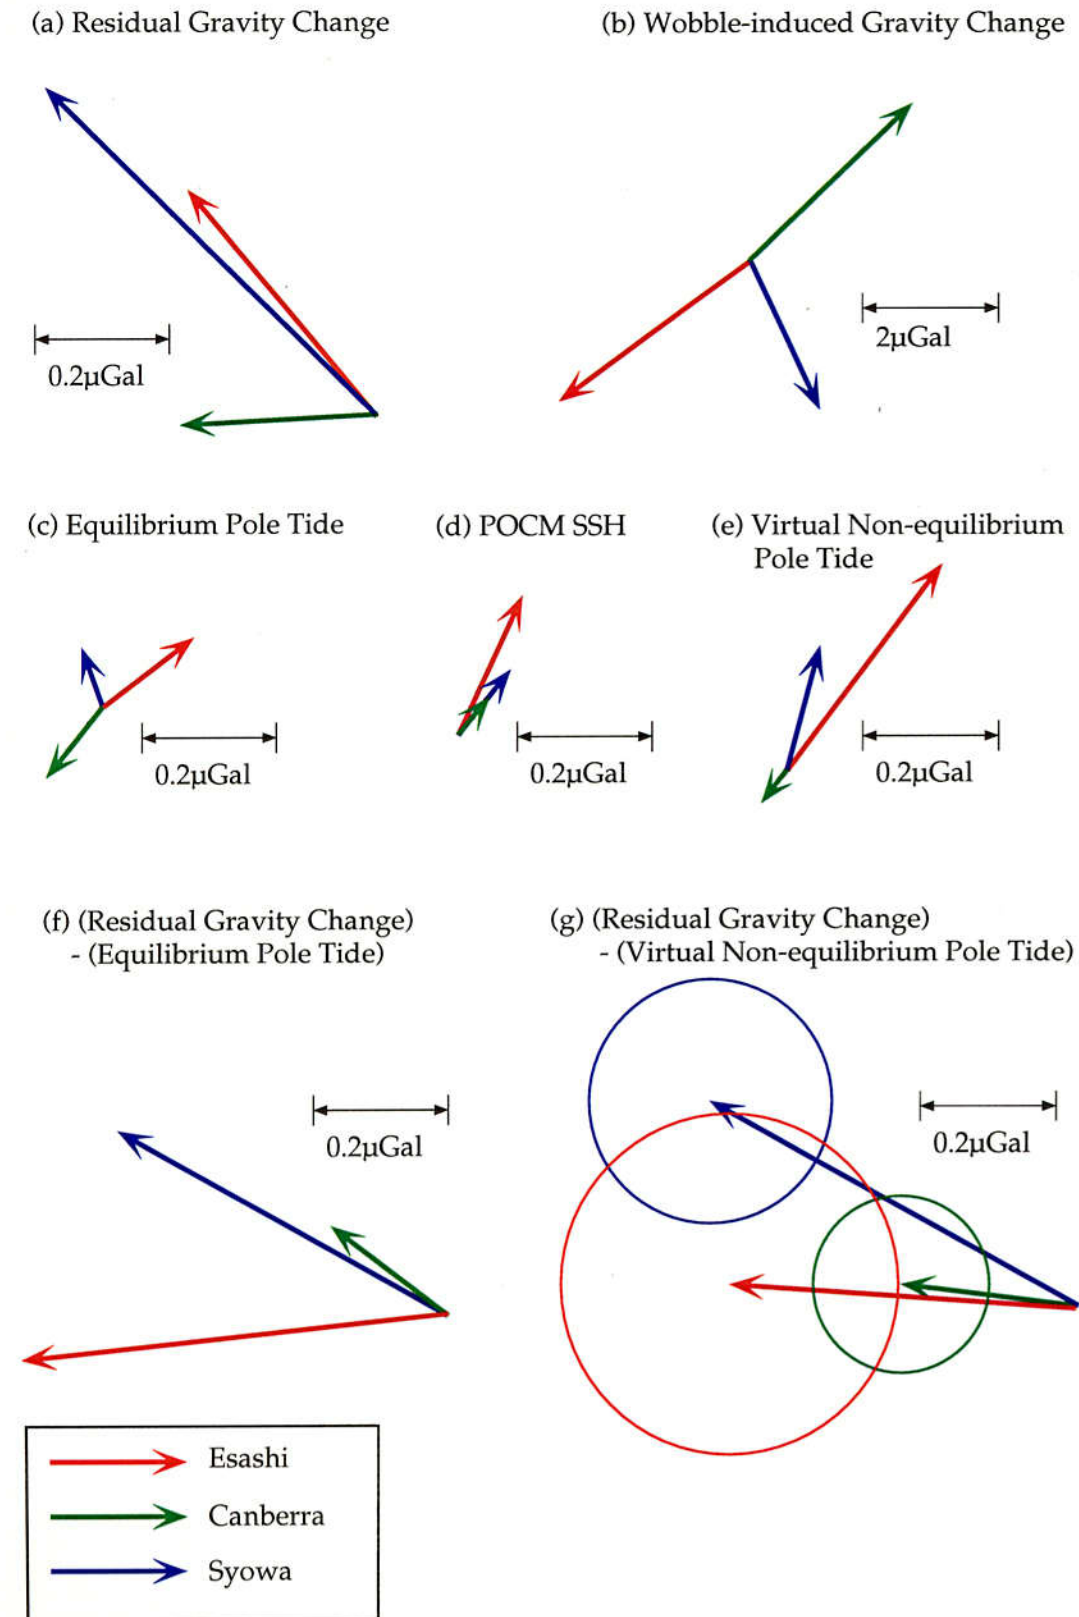 (a) Residual Gravity Change
(b) Wobble-induced Gravity Change
0.2μGal
2μGal
(c) Equilibrium Pole Tide
(d) POCM SSH
(e) Virtual Non-equilibrium
Pole Tide
0.2μGal
0.2μGal
0.2μGal
(f) (Residual Gravity Change)
- (Equilibrium Pole Tide)
(g) (Residual Gravity Change)
- (Virtual Non-equilibrium Pole Tide)
0.2μGal
0.2μGal
Esashi
Canberra
Syowa